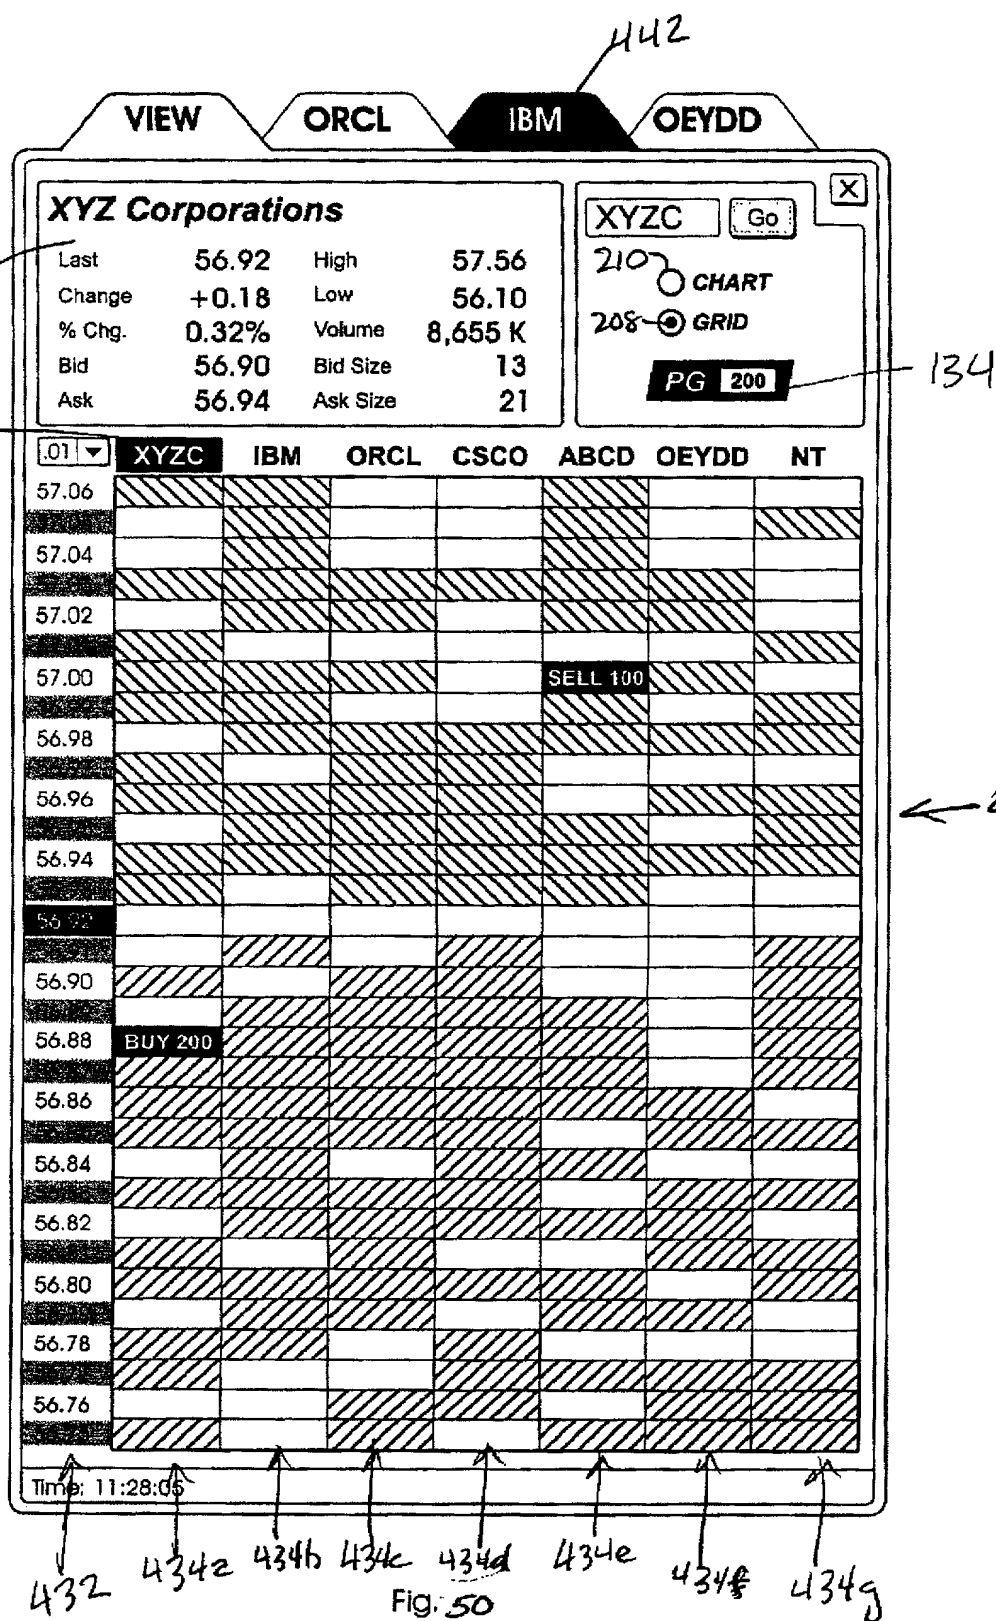 442
VIEW ORCL IBM OEYDD
XYZ Corporations
Last 56.92 High 57.56
Change +0.18 Low 56.10
% Chg. 0.32% Volume 8,655 K
Bid 56.90 Bid Size 13
Ask 56.94 Ask Size 21
X
XYZC Go
210 CHART
208 GRID
PG 200 134
.01 XYZC IBM ORCL CSCO ABCD OEYDD NT
57.06
57.04
57.02
57.00 SELL 100
56.98
56.96
56.94
56.92
56.90
56.88 BUY 200
56.86
56.84
56.82
56.80
56.78
56.76
Time: 11:28:05
432 434a 434b 434c 434d 434e 434f 434g
Fig. 50